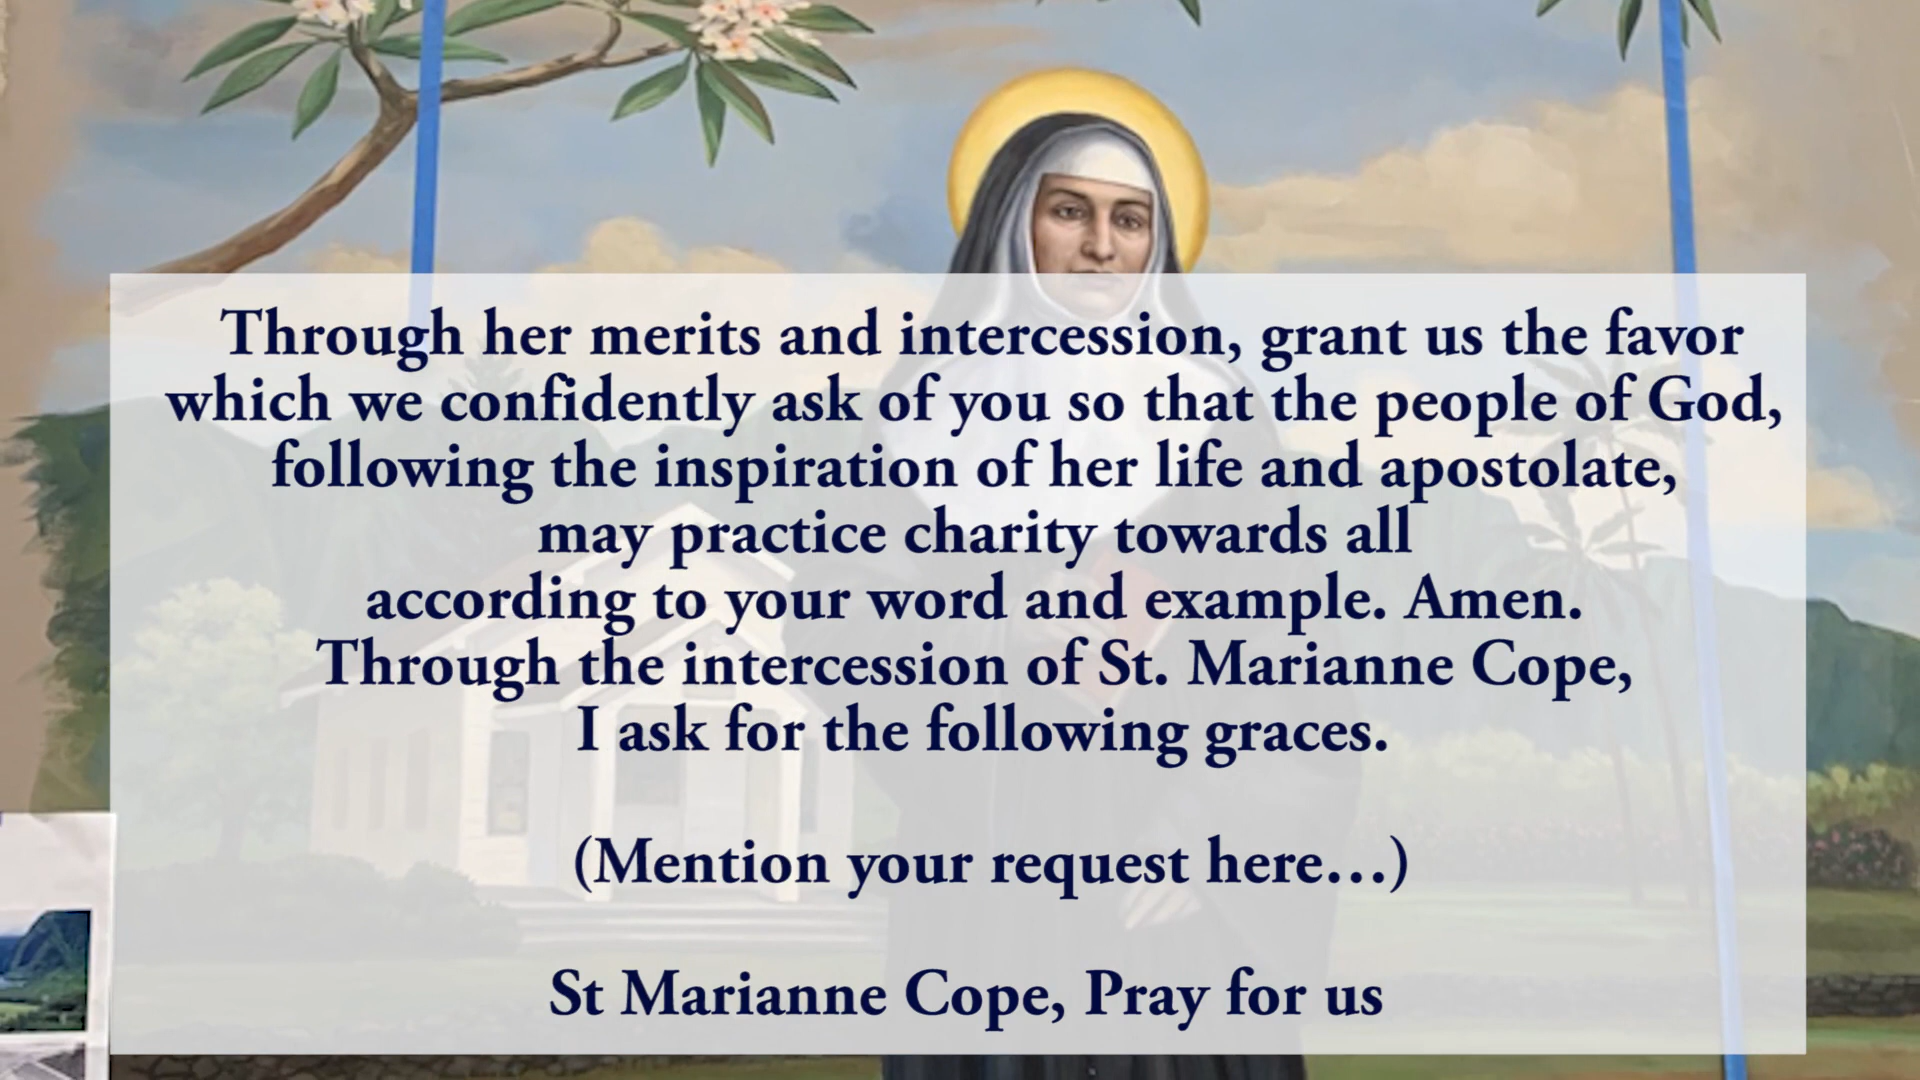 Through her merits and intercession, grant us the favor
which we confidently ask of you so that the people of God,
following the inspiration of her life and apostolate,
may practice charity towards all
according to your word and example. Amen.
Through the intercession of St. Marianne Cope,
I ask for the following graces.
(Mention your request here...)
St Marianne Cope, Pray for us